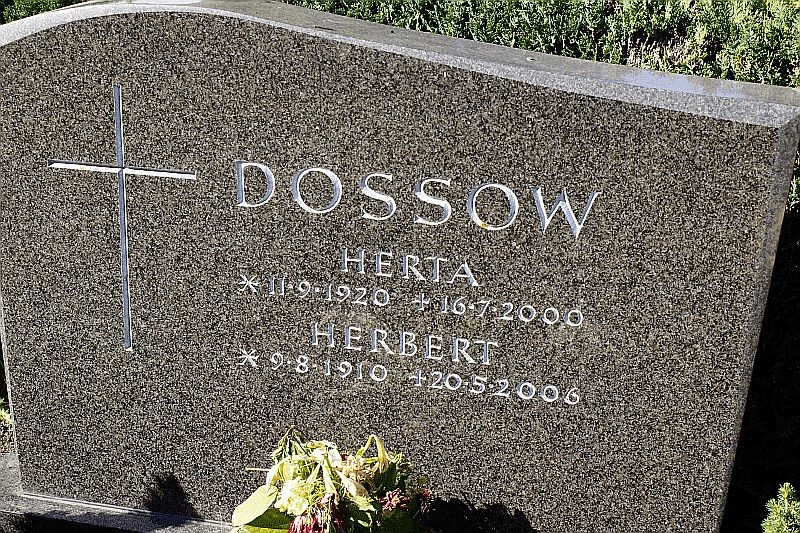 DOSSOW
HERTA
* 11·9·1920 +16·7·2000
HERBERT
* 9·8·1910 +20·5·2006